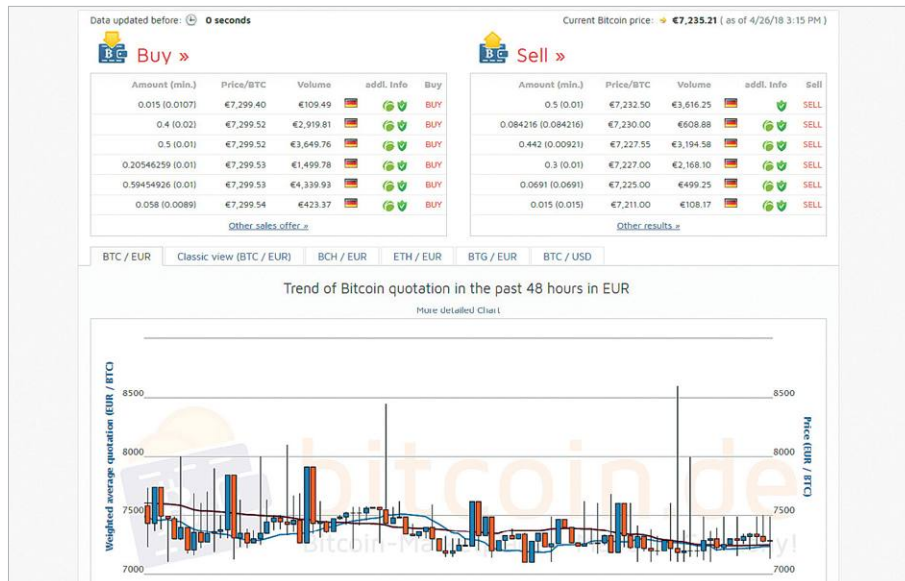 Data updated before: 0 seconds
Current Bitcoin price: €7,235.21 ( as of 4/26/18 3:15 PM )
Buy »
Amount (min.) Price/BTC Volume addl. Info Buy
0.015 (0.0107) €7,299.40 €109.49 BUY
0.4 (0.02) €7,299.52 €2,919.81 BUY
0.5 (0.01) €7,299.52 €3,649.76 BUY
0.20546259 (0.01) €7,299.53 €1,499.78 BUY
0.59454926 (0.01) €7,299.53 €4,339.93 BUY
0.058 (0.0089) €7,299.54 €423.37 BUY
Other sales offer »
Sell »
Amount (min.) Price/BTC Volume addl. Info Sell
0.5 (0.01) €7,232.50 €3,616.25 SELL
0.084216 (0.084216) €7,230.00 €608.88 SELL
0.442 (0.00921) €7,227.55 €3,194.58 SELL
0.3 (0.01) €7,227.00 €2,168.10 SELL
0.0691 (0.0691) €7,225.00 €499.25 SELL
0.015 (0.015) €7,211.00 €108.17 SELL
Other results »
BTC / EUR Classic view (BTC / EUR) BCH / EUR ETH / EUR BTG / EUR BTC / USD
Trend of Bitcoin quotation in the past 48 hours in EUR
More detailed Chart
Weighted average quotation (EUR / BTC)
8500
8000
7500
7000
8500
8000
7500
7000
Price (EUR / BTC)
bitcoin.de